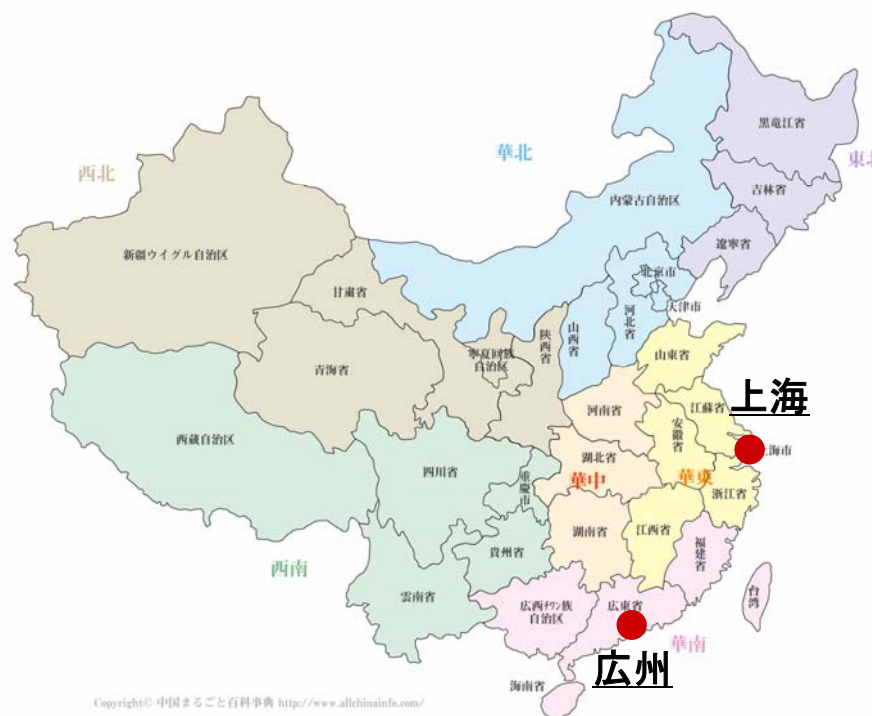 黒竜江省
華北
東北
西北
吉林省
内蒙古自治区
遼寧省
新疆ウイグル自治区
北京市
甘粛省
天津市
河北省
山西省
陝西省
寧夏回族
自治区
山東省
青海省
上海
河南省
江蘇省
安徽省
西蔵自治区
上海市
湖北省
四川省
重慶市
華中
華東
浙江省
湖南省
江西省
福建省
貴州省
西南
台湾
雲南省
広西チワン族
自治区
広東省
華南
広州
海南省
Copyright© 中国まるごと百科事典 http://www.allchinainfo.com/